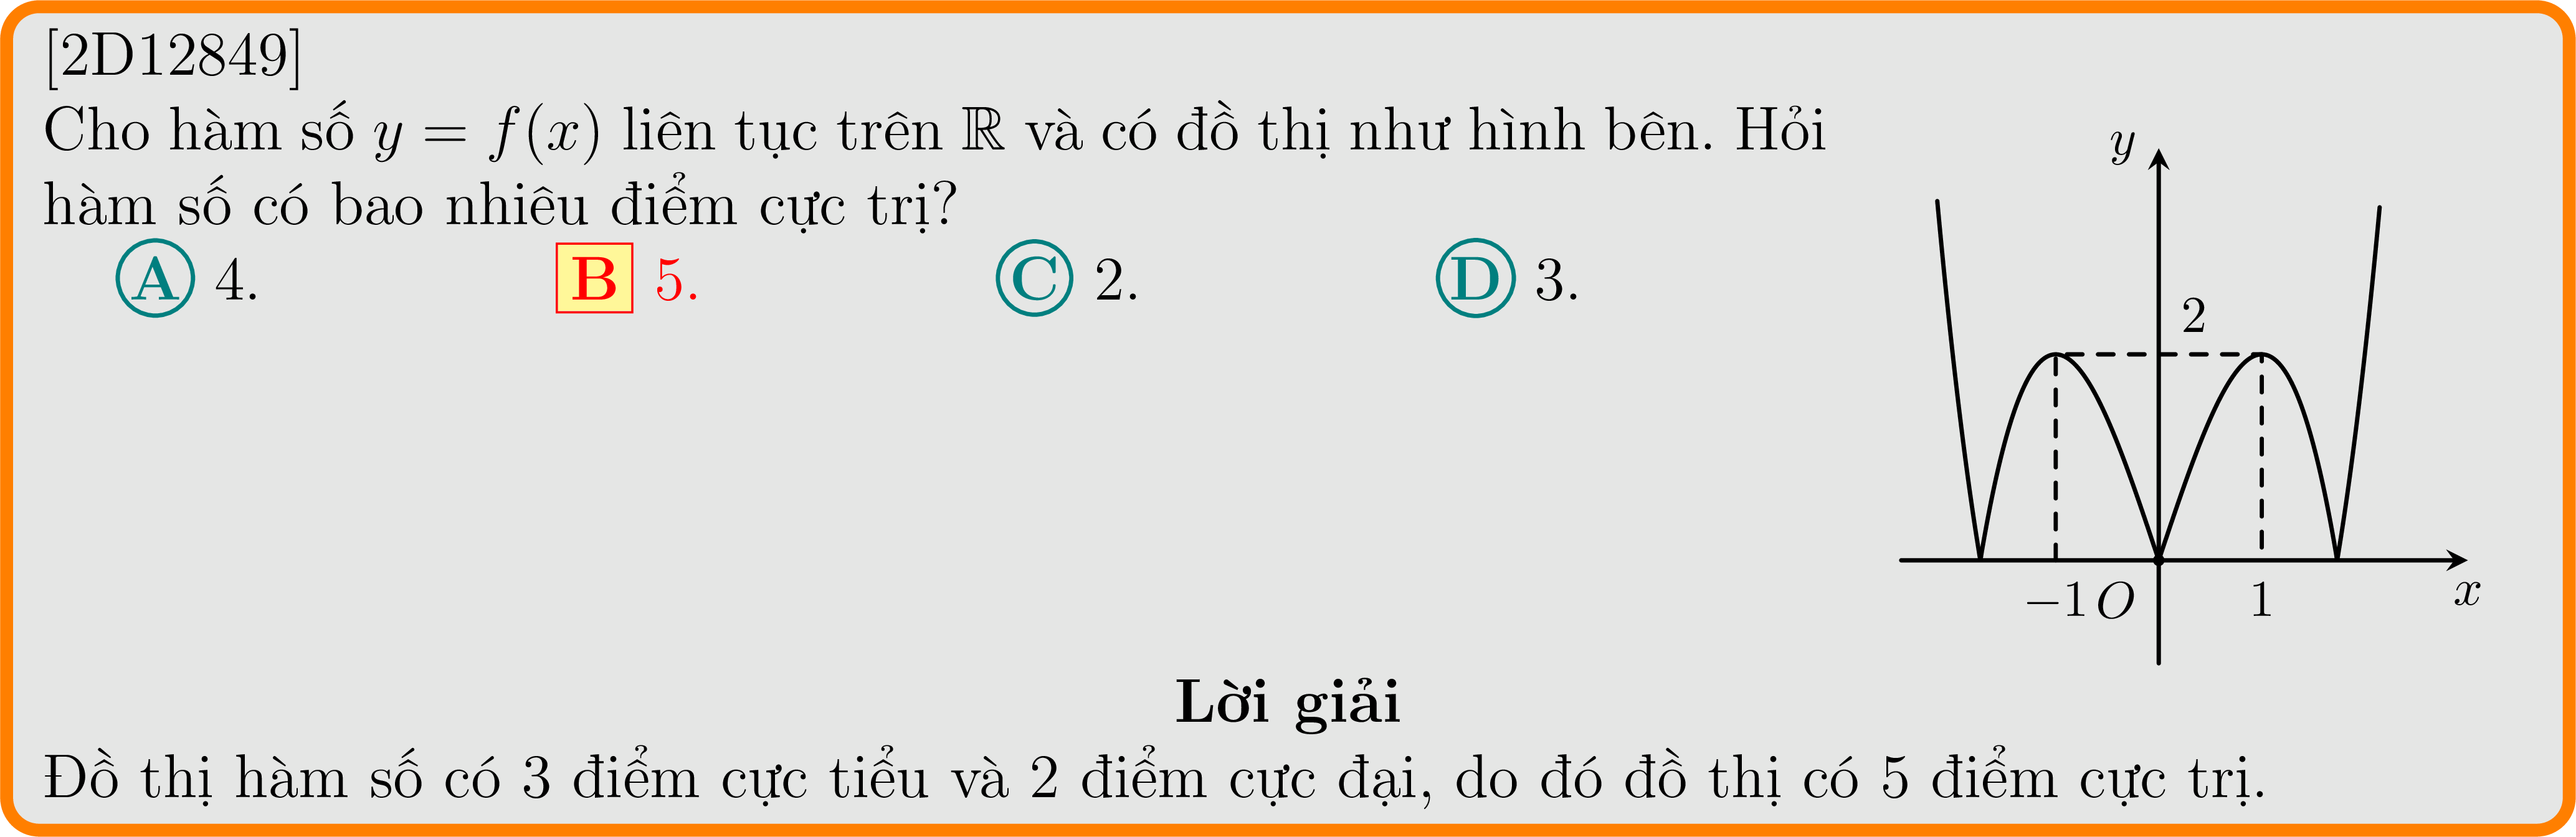 [2D12849]
Cho hàm số y = f(x) liên tục trên ℝ và có đồ thị như hình bên. Hỏi
hàm số có bao nhiêu điểm cực trị?
A 4. B 5. C 2. D 3.
y
2
−1 O 1 x
Lời giải
Đồ thị hàm số có 3 điểm cực tiểu và 2 điểm cực đại, do đó đồ thị có 5 điểm cực trị.